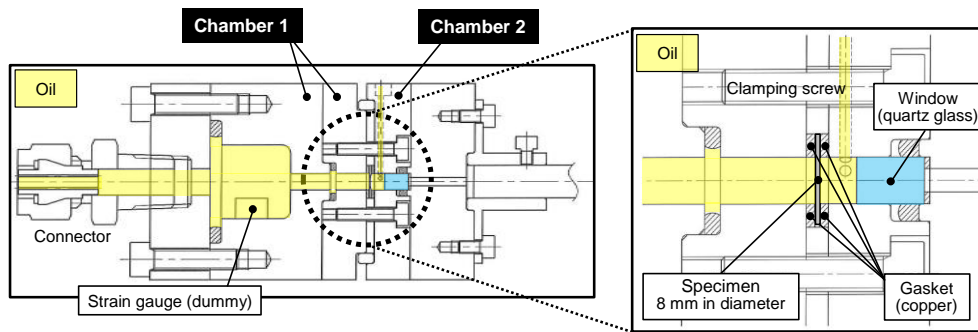 Chamber 1
Chamber 2
Oil
Connector
Strain gauge (dummy)
Oil
Clamping screw
Window
(quartz glass)
Specimen
8 mm in diameter
Gasket
(copper)